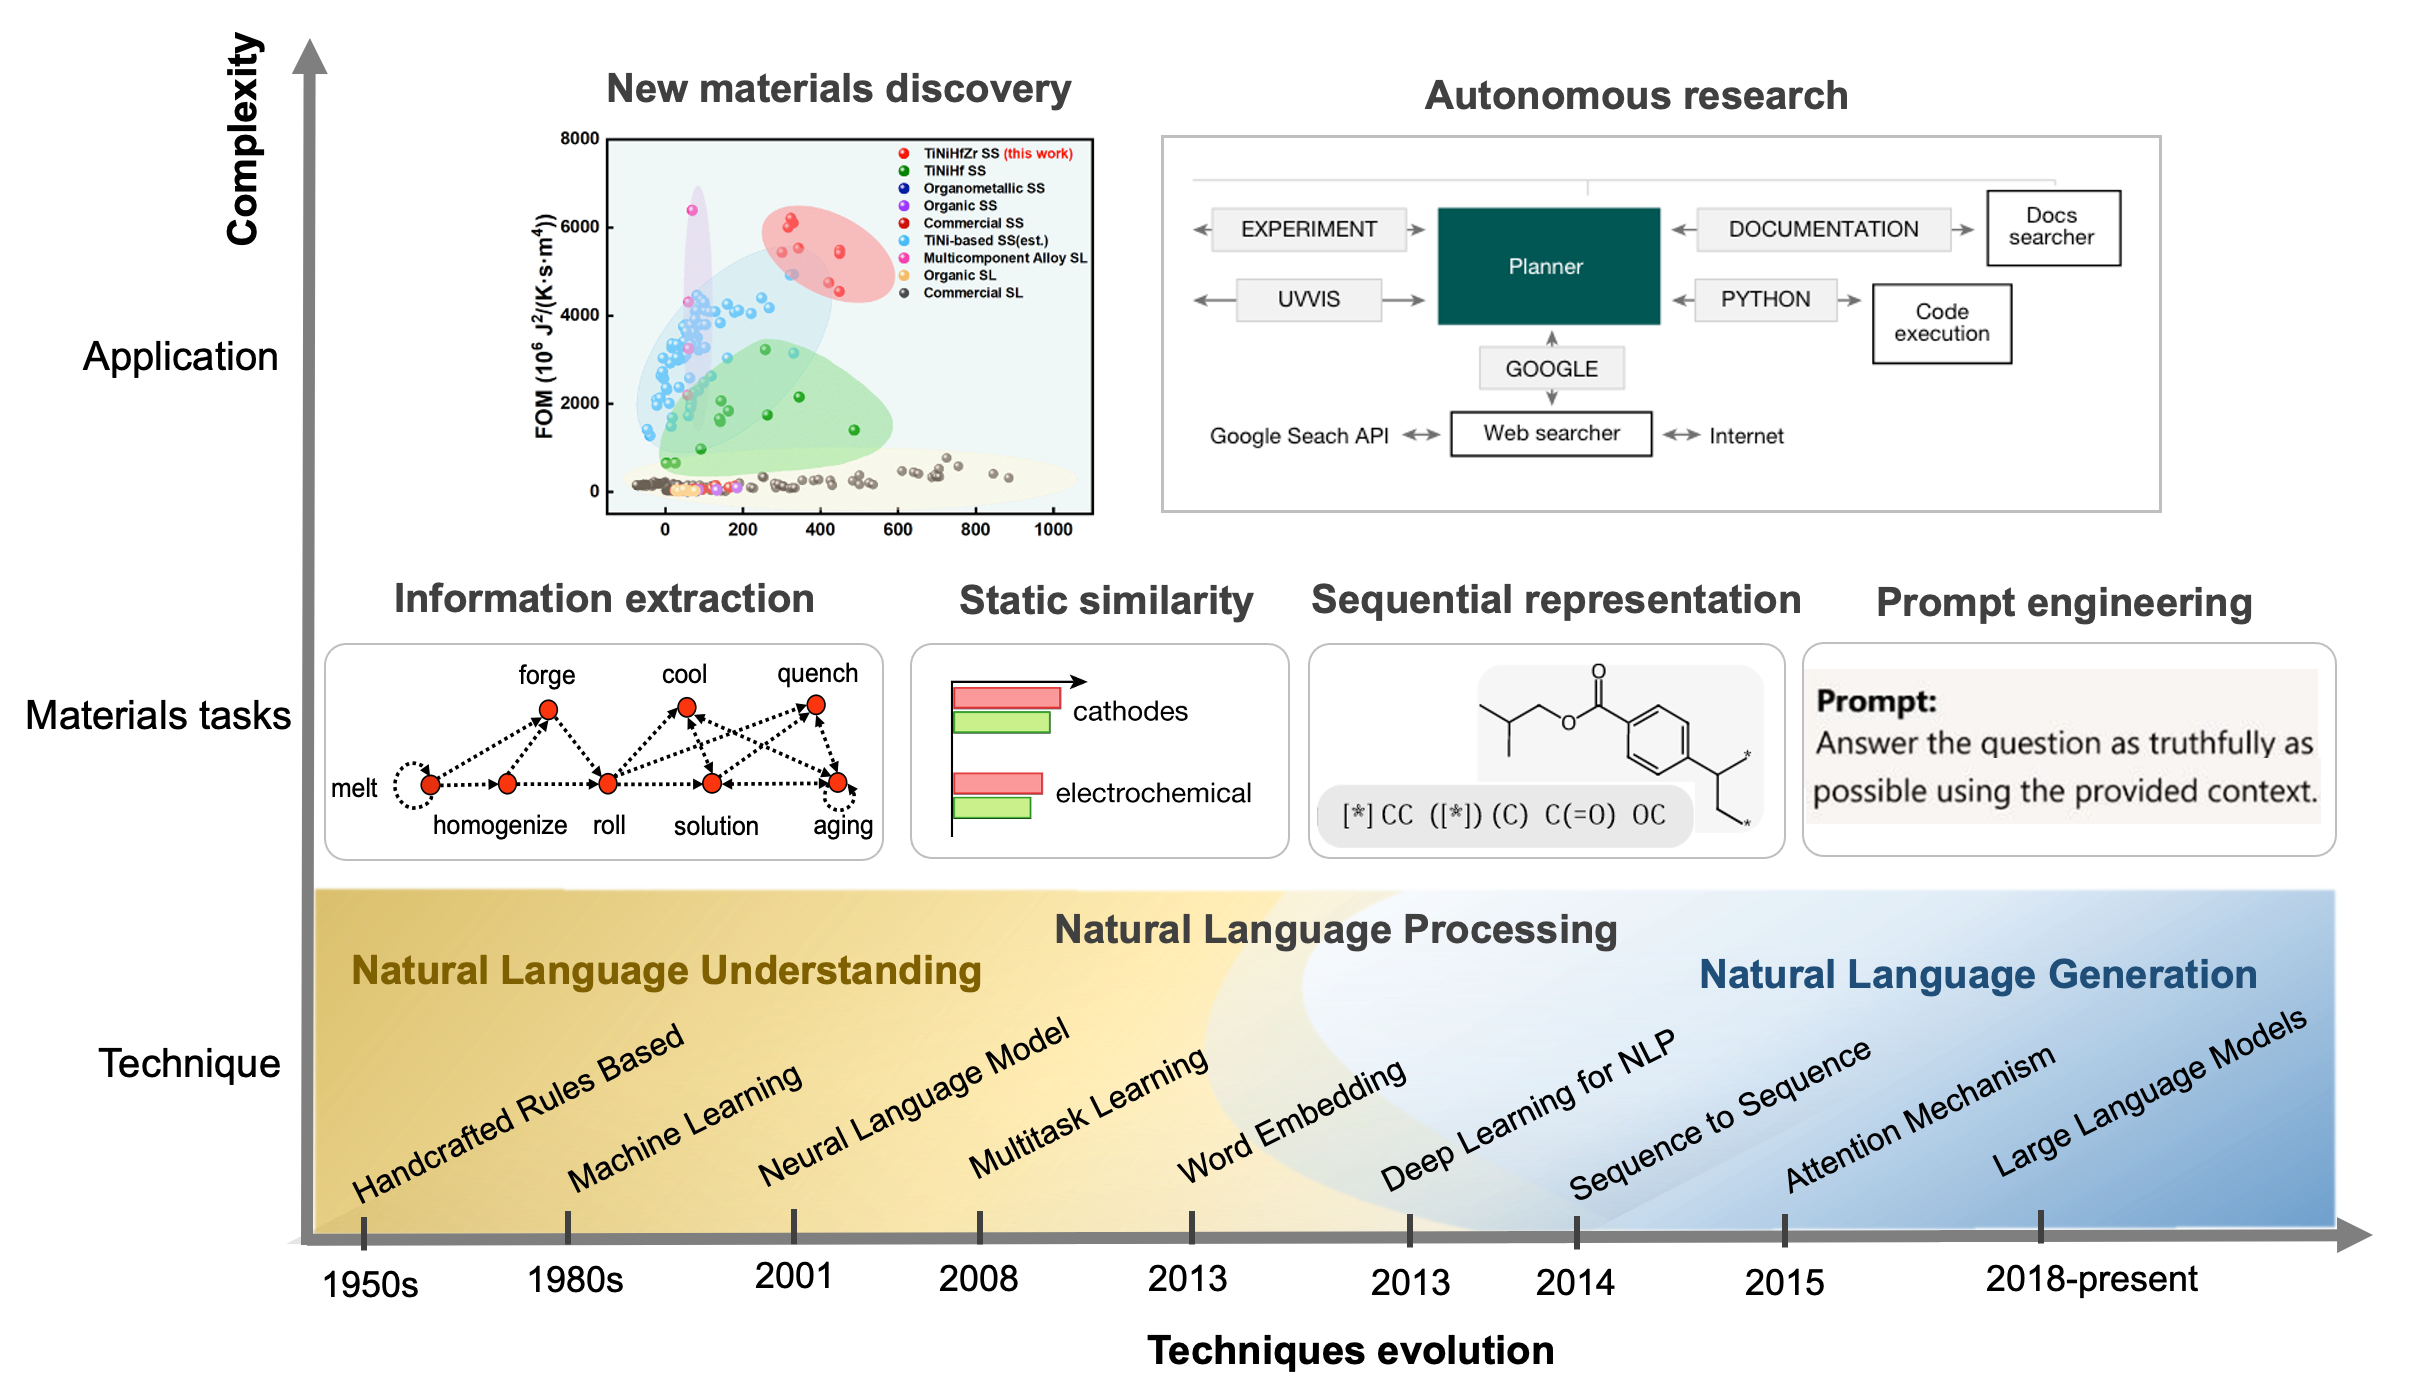 Complexity
New materials discovery
Autonomous research
8000
6000
4000
2000
0
FOM (10⁶ J²/(K·s·m⁴))
TiNiHfZr SS (this work)
TiNiHf SS
Organometallic SS
Organic SS
Commercial SS
TiNi-based SS(est.)
Multicomponent Alloy SL
Organic SL
Commercial SL
0 200 400 600 800 1000
EXPERIMENT
UVVIS
Planner
DOCUMENTATION
Docs
searcher
PYTHON
Code
execution
GOOGLE
Google Seach API
Web searcher
Internet
Application
Information extraction
Static similarity
Sequential representation
Prompt engineering
forge
cool
quench
melt
homogenize
roll
solution
aging
cathodes
electrochemical
O
O
*
*
[*] CC ([*]) (C) C(=O) OC
Prompt:
Answer the question as truthfully as
possible using the provided context.
Materials tasks
Natural Language Processing
Natural Language Understanding
Natural Language Generation
Technique
Handcrafted Rules Based
Machine Learning
Neural Language Model
Multitask Learning
Word Embedding
Deep Learning for NLP
Sequence to Sequence
Attention Mechanism
Large Language Models
1950s
1980s
2001
2008
2013
2013
2014
2015
2018-present
Techniques evolution